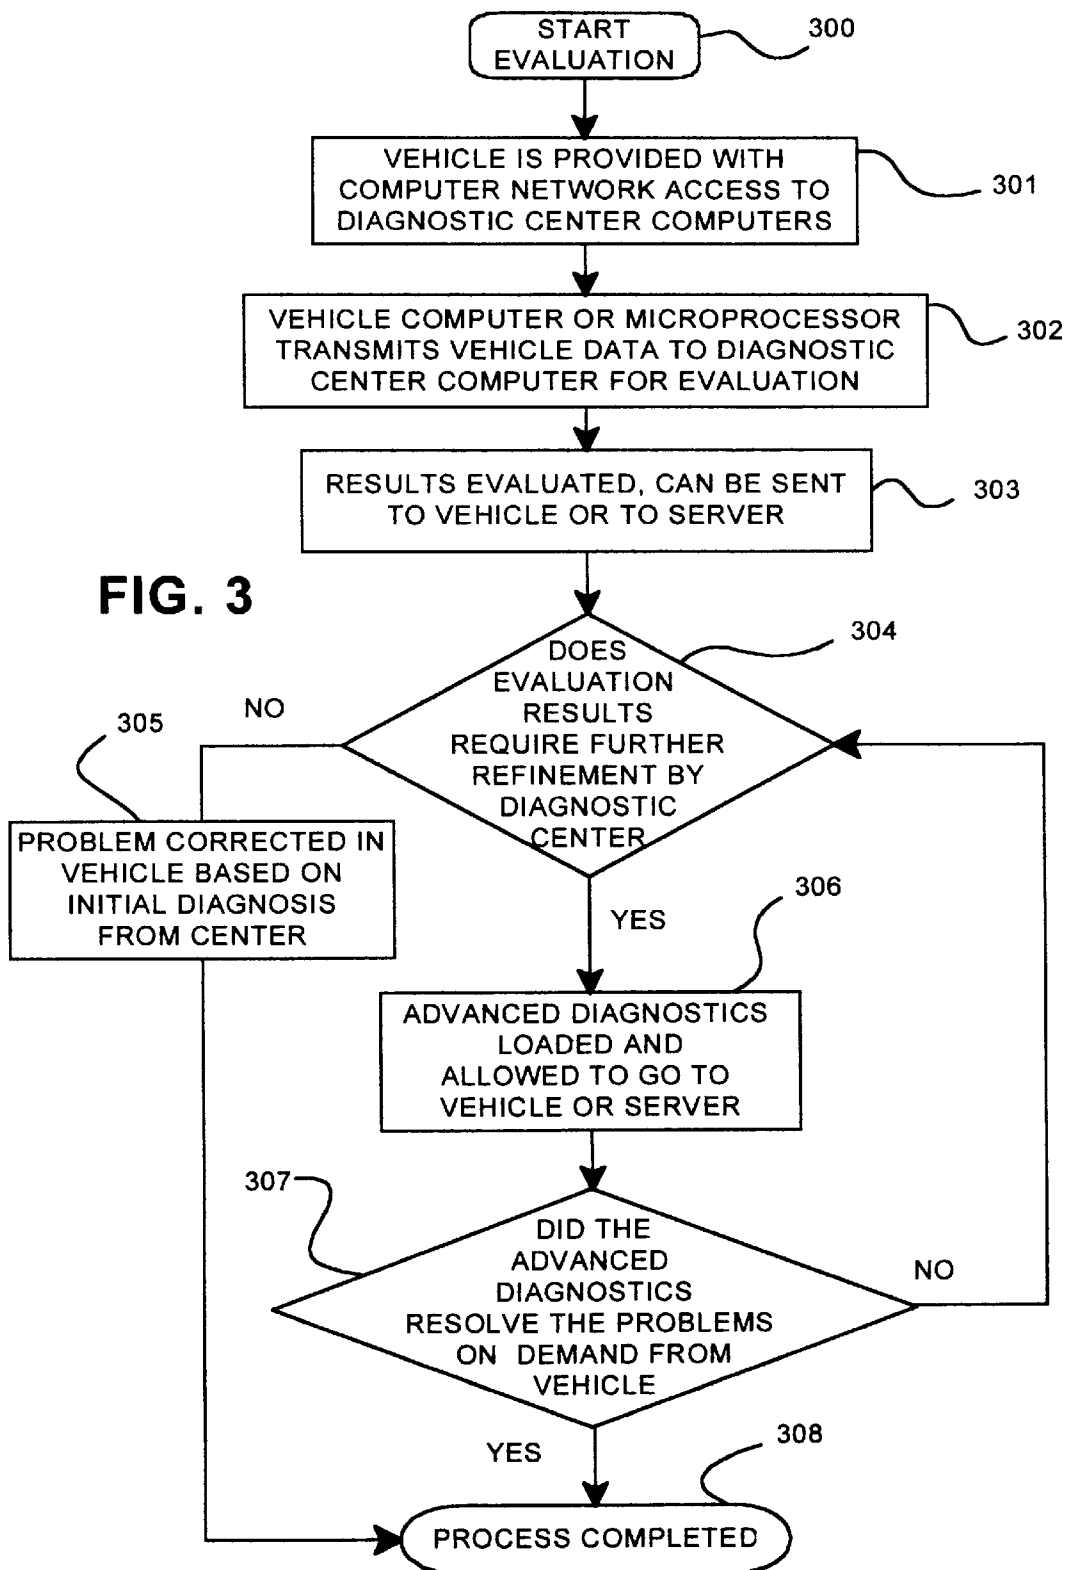 START
EVALUATION
300
VEHICLE IS PROVIDED WITH
COMPUTER NETWORK ACCESS TO
DIAGNOSTIC CENTER COMPUTERS
301
VEHICLE COMPUTER OR MICROPROCESSOR
TRANSMITS VEHICLE DATA TO DIAGNOSTIC
CENTER COMPUTER FOR EVALUATION
302
RESULTS EVALUATED, CAN BE SENT
TO VEHICLE OR TO SERVER
303
FIG. 3
DOES
EVALUATION
RESULTS
REQUIRE FURTHER
REFINEMENT BY
DIAGNOSTIC
CENTER
304
NO
305
PROBLEM CORRECTED IN
VEHICLE BASED ON
INITIAL DIAGNOSIS
FROM CENTER
YES
306
ADVANCED DIAGNOSTICS
LOADED AND
ALLOWED TO GO TO
VEHICLE OR SERVER
307
DID THE
ADVANCED
DIAGNOSTICS
RESOLVE THE PROBLEMS
ON DEMAND FROM
VEHICLE
NO
YES
308
PROCESS COMPLETED